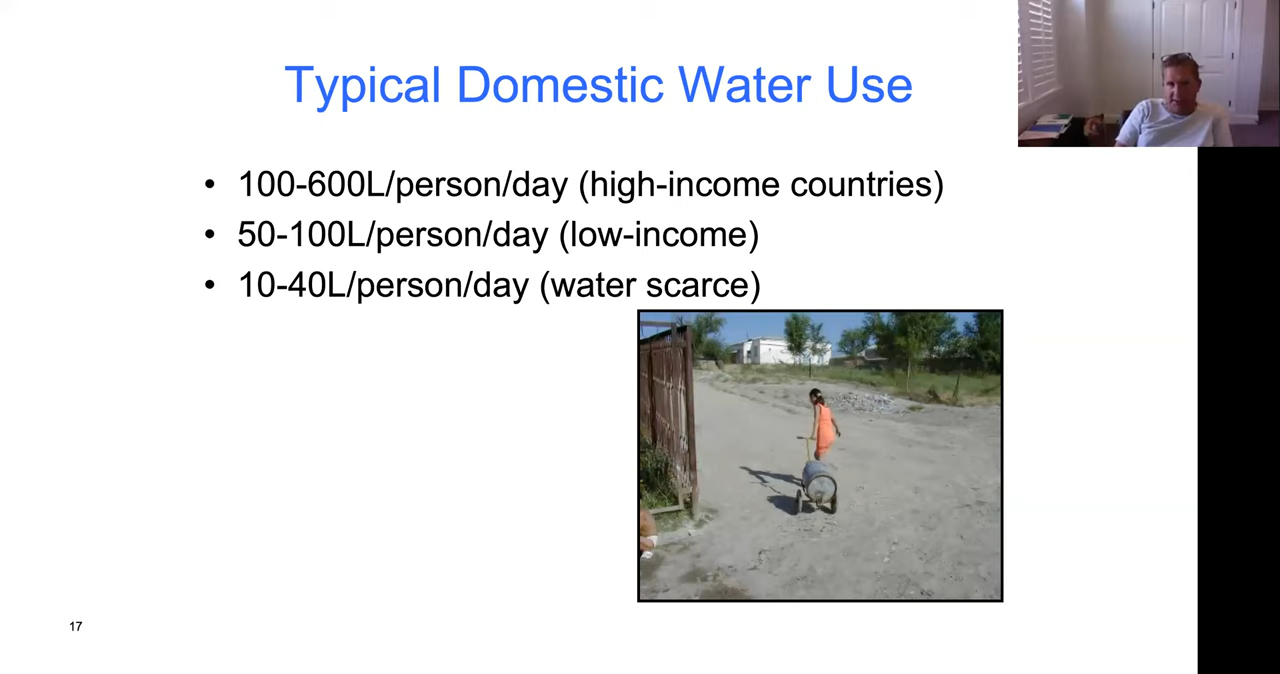 Typical Domestic Water Use
• 100-600L/person/day (high-income countries)
• 50-100L/person/day (low-income)
• 10-40L/person/day (water scarce)
17